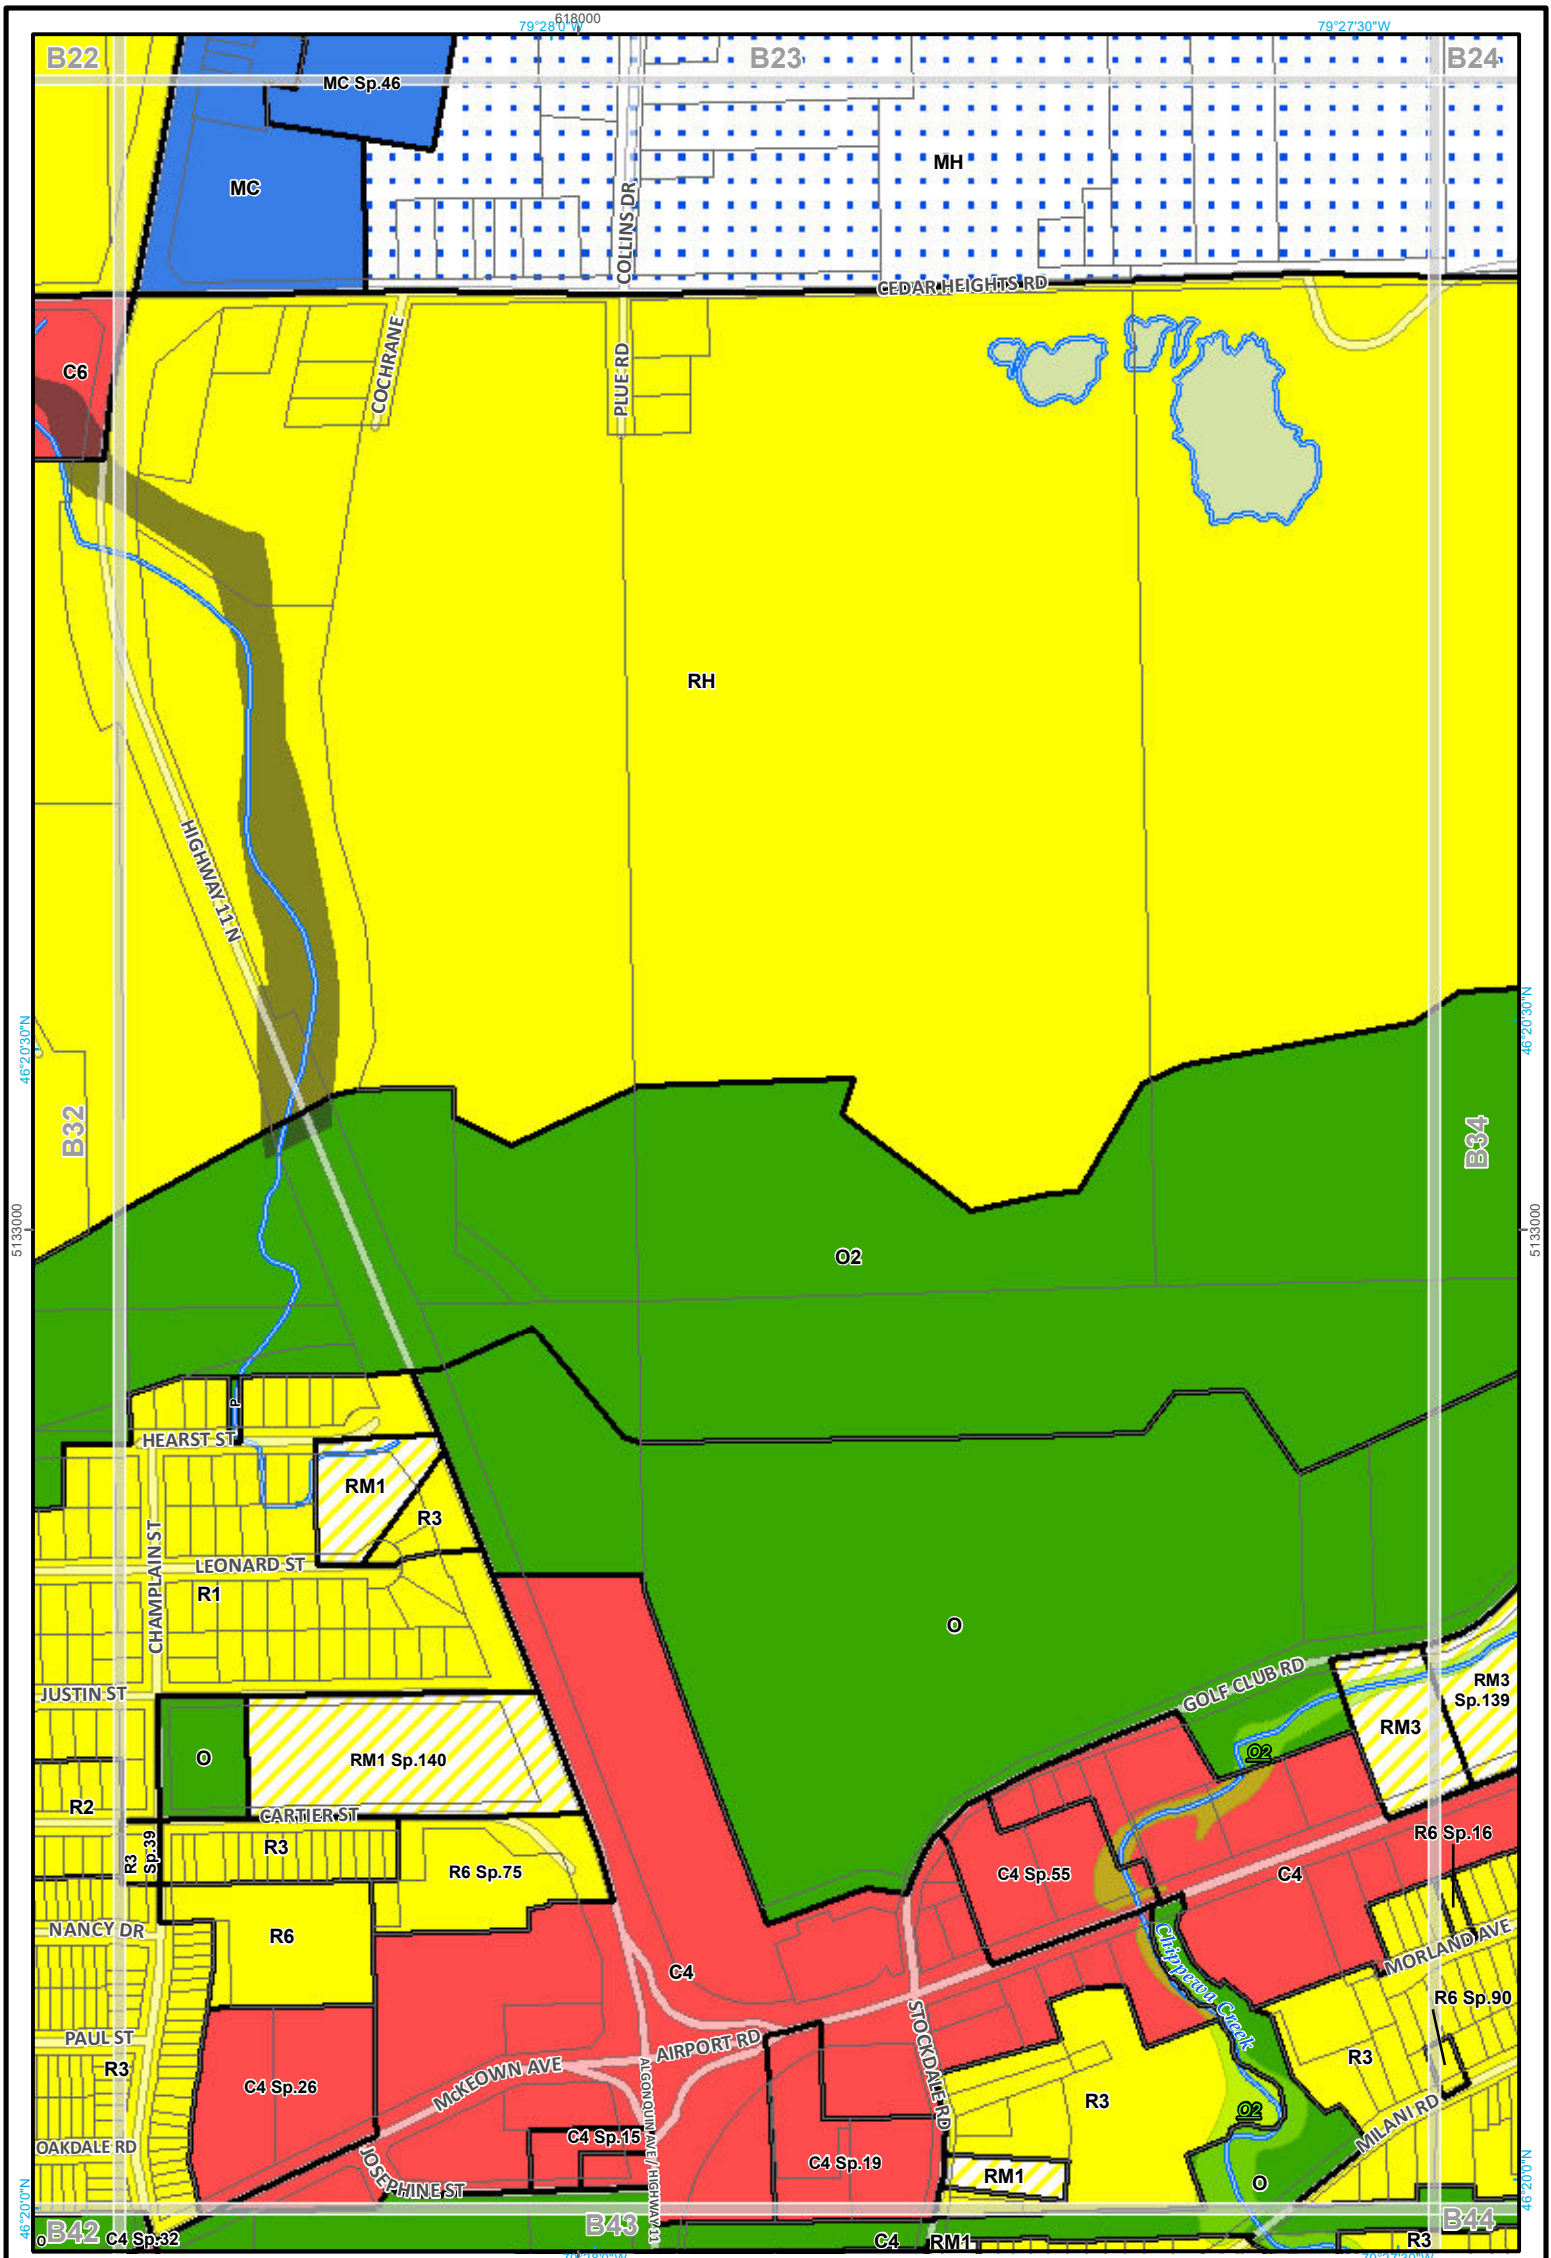 618000
79°28'0"W
79°27'30"W
B22
B23
B24
MC Sp.46
MH
MC
COLLINS DR
CEDAR HEIGHTS RD
C6
COCHRANE
PLUE RD
RH
HIGHWAY 11 N
46°20'30"N
46°20'30"N
B32
B34
5133000
5133000
O2
P
HEARST ST
RM1
R3
CHAMPLAIN ST
LEONARD ST
R1
O
GOLF CLUB RD
JUSTIN ST
RM3
Sp.139
RM3
O
RM1 Sp.140
O2
R2
CARTIER ST
R3
Sp.39
R3
R6 Sp.75
C4 Sp.55
C4
R6 Sp.16
NANCY DR
R6
C4
Chippewa Creek
MORLAND AVE
R6 Sp.90
PAUL ST
R3
STOCKDALE RD
AIRPORT RD
McKEOWN AVE
ALGONQUIN AVE / HIGHWAY 11
R3
C4 Sp.26
R3
O2
MILANI RD
OAKDALE RD
C4 Sp.15
JOSEPHINE ST
C4 Sp.19
RM1
O
46°20'0"N
46°20'0"N
B42
C4 Sp.32
B43
B44
O
C4
RM1
R3
79°28'0"W
79°27'30"W